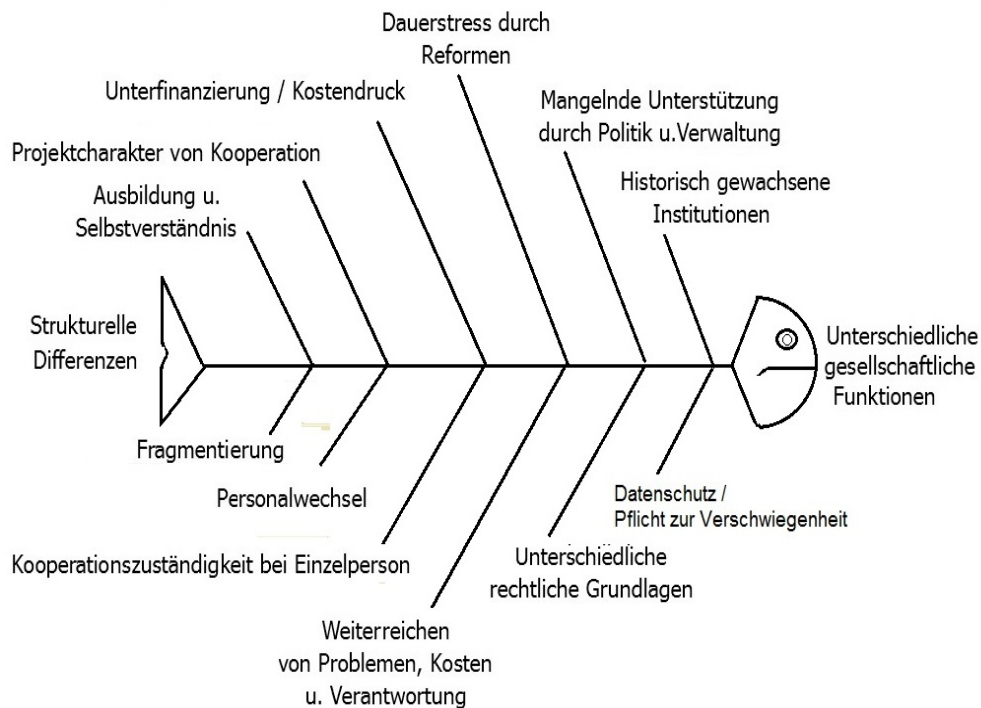 Dauerstress durch
Reformen
Unterfinanzierung / Kostendruck
Mangelnde Unterstützung
durch Politik u.Verwaltung
Projektcharakter von Kooperation
Historisch gewachsene
Institutionen
Ausbildung u.
Selbstverständnis
Strukturelle
Differenzen
Unterschiedliche
gesellschaftliche
Funktionen
Fragmentierung
Personalwechsel
Datenschutz /
Pflicht zur Verschwiegenheit
Kooperationszuständigkeit bei Einzelperson
Unterschiedliche
rechtliche Grundlagen
Weiterreichen
von Problemen, Kosten
u. Verantwortung